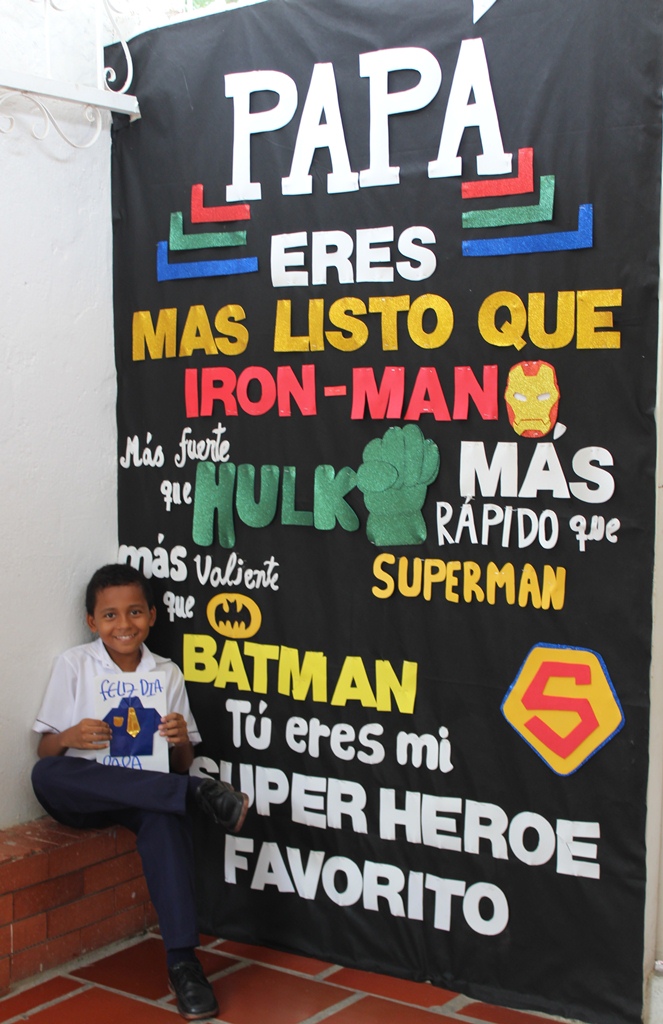 PAPA
ERES
MAS LISTO QUE
IRON-MAN,
Más fuerte
que
HULK
MÁS
RÁPIDO que
SUPERMAN
más valiente
que
BATMAN
S
Tú eres mi
SUPER HEROE
FAVORITO
FELIZ DIA
PAPA